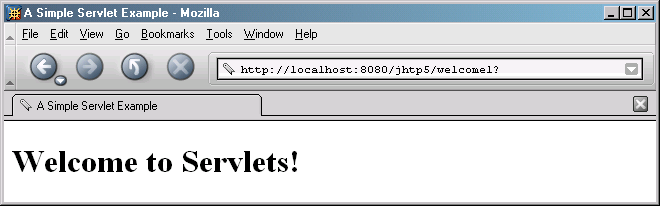 A Simple Servlet Example - Mozilla
File Edit View Go Bookmarks Tools Window Help
http://localhost:8080/jhtp5/welcome1?
A Simple Servlet Example
Welcome to Servlets!